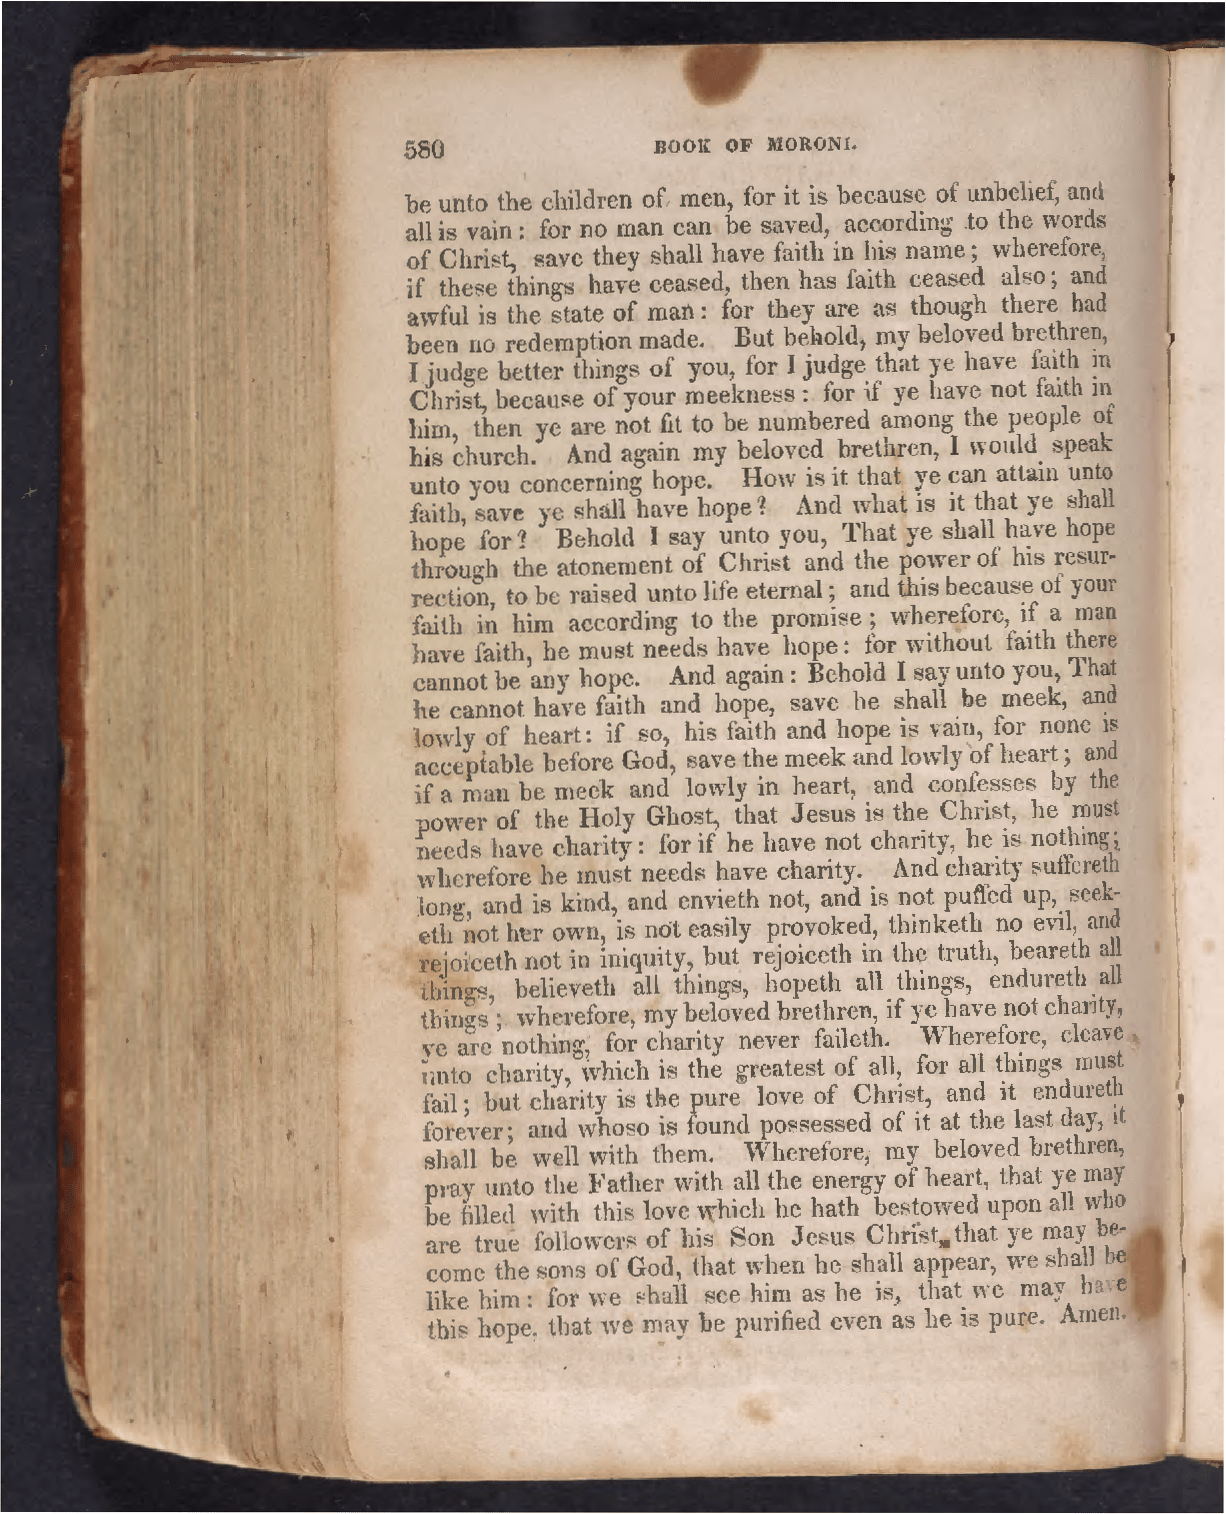 580 BOOK OF MORONI.
be unto the children of men, for it is because of unbelief, and
all is vain: for no man can be saved, according to the words
of Christ, save they shall have faith in his name; wherefore,
if these things have ceased, then has faith ceased also; and
awful is the state of man: for they are as though there had
been no redemption made. But behold, my beloved brethren,
I judge better things of you, for I judge that ye have faith in
Christ, because of your meekness: for if ye have not faith in
him, then ye are not fit to be numbered among the people of
his church. And again my beloved brethren, I would speak
unto you concerning hope. How is it that ye can attain unto
faith, save ye shall have hope? And what is it that ye shall
hope for? Behold I say unto you, That ye shall have hope
through the atonement of Christ and the power of his resur-
rection, to be raised unto life eternal; and this because of your
faith in him according to the promise; wherefore, if a man
have faith, he must needs have hope: for without faith there
cannot be any hope. And again: Behold I say unto you, That
he cannot have faith and hope, save he shall be meek, and
lowly of heart: if so, his faith and hope is vain, for none is
acceptable before God, save the meek and lowly of heart; and
if a man be meek and lowly in heart, and confesses by the
power of the Holy Ghost, that Jesus is the Christ, he must
needs have charity: for if he have not charity, he is nothing;
wherefore he must needs have charity. And charity suffereth
long, and is kind, and envieth not, and is not puffed up, seek-
eth not her own, is not easily provoked, thinketh no evil, and
rejoiceth not in iniquity, but rejoiceth in the truth, beareth all
things, believeth all things, hopeth all things, endureth all
things; wherefore, my beloved brethren, if ye have not charity,
ye are nothing, for charity never faileth. Wherefore, cleave
unto charity, which is the greatest of all, for all things must
fail; but charity is the pure love of Christ, and it endureth
forever; and whoso is found possessed of it at the last day, it
shall be well with them. Wherefore, my beloved brethren,
pray unto the Father with all the energy of heart, that ye may
be filled with this love which he hath bestowed upon all who
are true followers of his Son Jesus Christ, that ye may be-
come the sons of God, that when he shall appear, we shall be
like him: for we shall see him as he is, that we may have
this hope, that we may be purified even as he is pure. Amen.